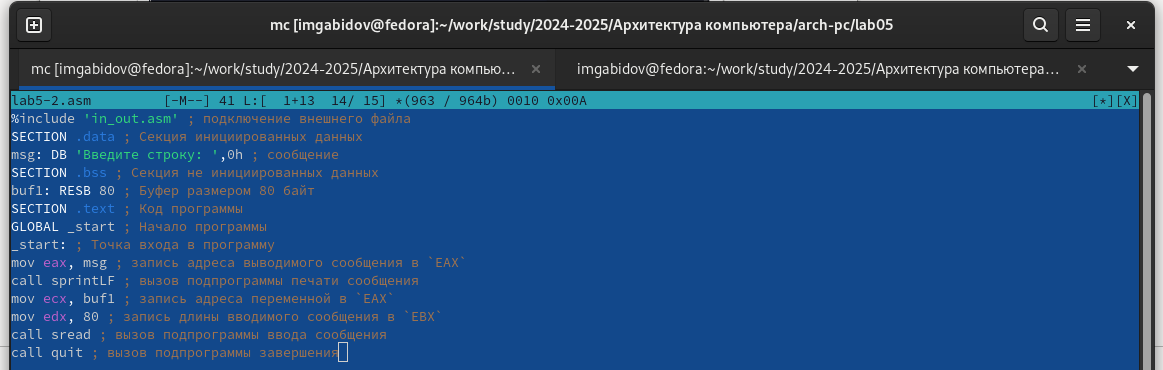 mc [imgabidov@fedora]:~/work/study/2024-2025/Архитектура компьютера/arch-pc/lab05
mc [imgabidov@fedora]:~/work/study/2024-2025/Архитектура компью…
imgabidov@fedora:~/work/study/2024-2025/Архитектура компьютера…
lab5-2.asm [-M--] 41 L:[ 1+13 14/ 15] *(963 / 964b) 0010 0x00A [*][X]
%include 'in_out.asm' ; подключение внешнего файла
SECTION .data ; Секция инициированных данных
msg: DB 'Введите строку: ',0h ; сообщение
SECTION .bss ; Секция не инициированных данных
buf1: RESB 80 ; Буфер размером 80 байт
SECTION .text ; Код программы
GLOBAL _start ; Начало программы
_start: ; Точка входа в программу
mov eax, msg ; запись адреса выводимого сообщения в `EAX`
call sprintLF ; вызов подпрограммы печати сообщения
mov ecx, buf1 ; запись адреса переменной в `EAX`
mov edx, 80 ; запись длины вводимого сообщения в `EBX`
call sread ; вызов подпрограммы ввода сообщения
call quit ; вызов подпрограммы завершения